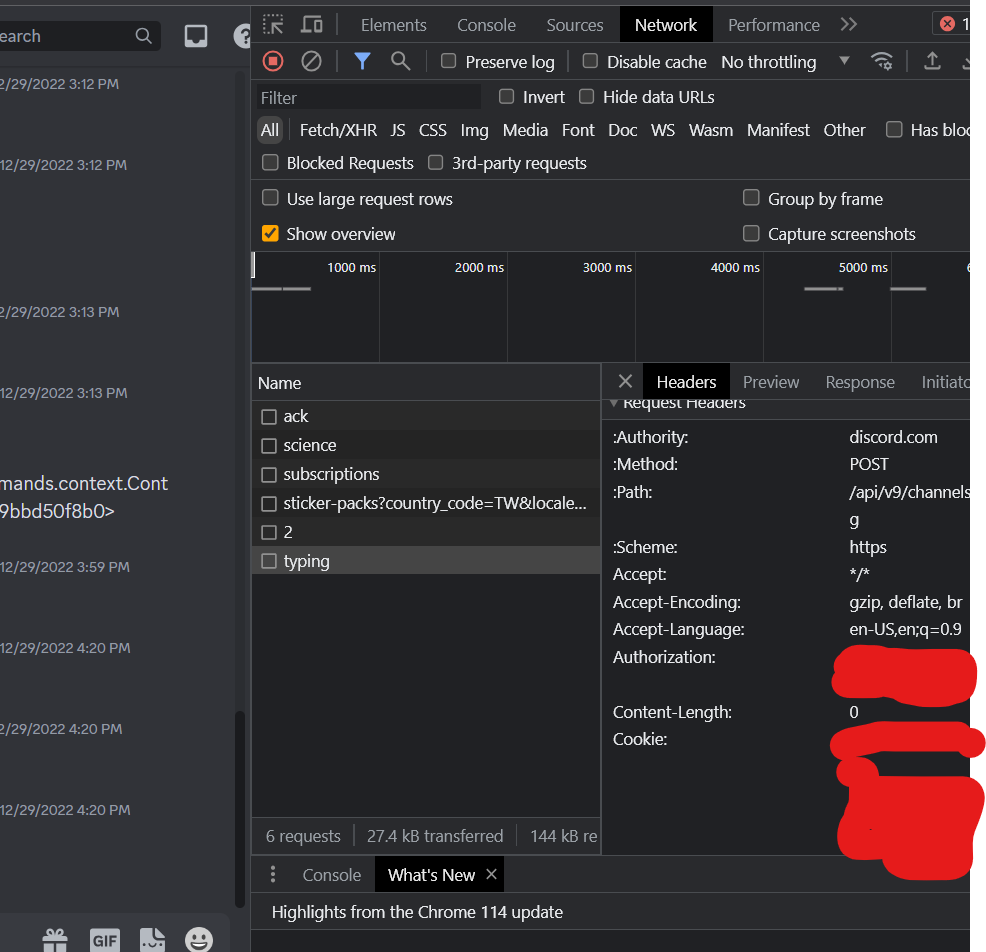 earch
Elements Console Sources Network Performance 1
Preserve log Disable cache No throttling
Filter Invert Hide data URLs
2/29/2022 3:12 PM
All Fetch/XHR JS CSS Img Media Font Doc WS Wasm Manifest Other Has bloc
12/29/2022 3:12 PM
Blocked Requests 3rd-party requests
Use large request rows Group by frame
Show overview Capture screenshots
1000 ms 2000 ms 3000 ms 4000 ms 5000 ms 6
2/29/2022 3:13 PM
12/29/2022 3:13 PM
mands.context.Cont
9bbd50f8b0>
12/29/2022 3:59 PM
12/29/2022 4:20 PM
2/29/2022 4:20 PM
12/29/2022 4:20 PM
GIF
Name
ack
science
subscriptions
sticker-packs?country_code=TW&locale...
2
typing
6 requests 27.4 kB transferred 144 kB re
Headers Preview Response Initiato
Request Headers
:Authority: discord.com
:Method: POST
:Path: /api/v9/channels
g
:Scheme: https
Accept: */*
Accept-Encoding: gzip, deflate, br
Accept-Language: en-US,en;q=0.9
Authorization:
Content-Length: 0
Cookie:
Console What's New
Highlights from the Chrome 114 update